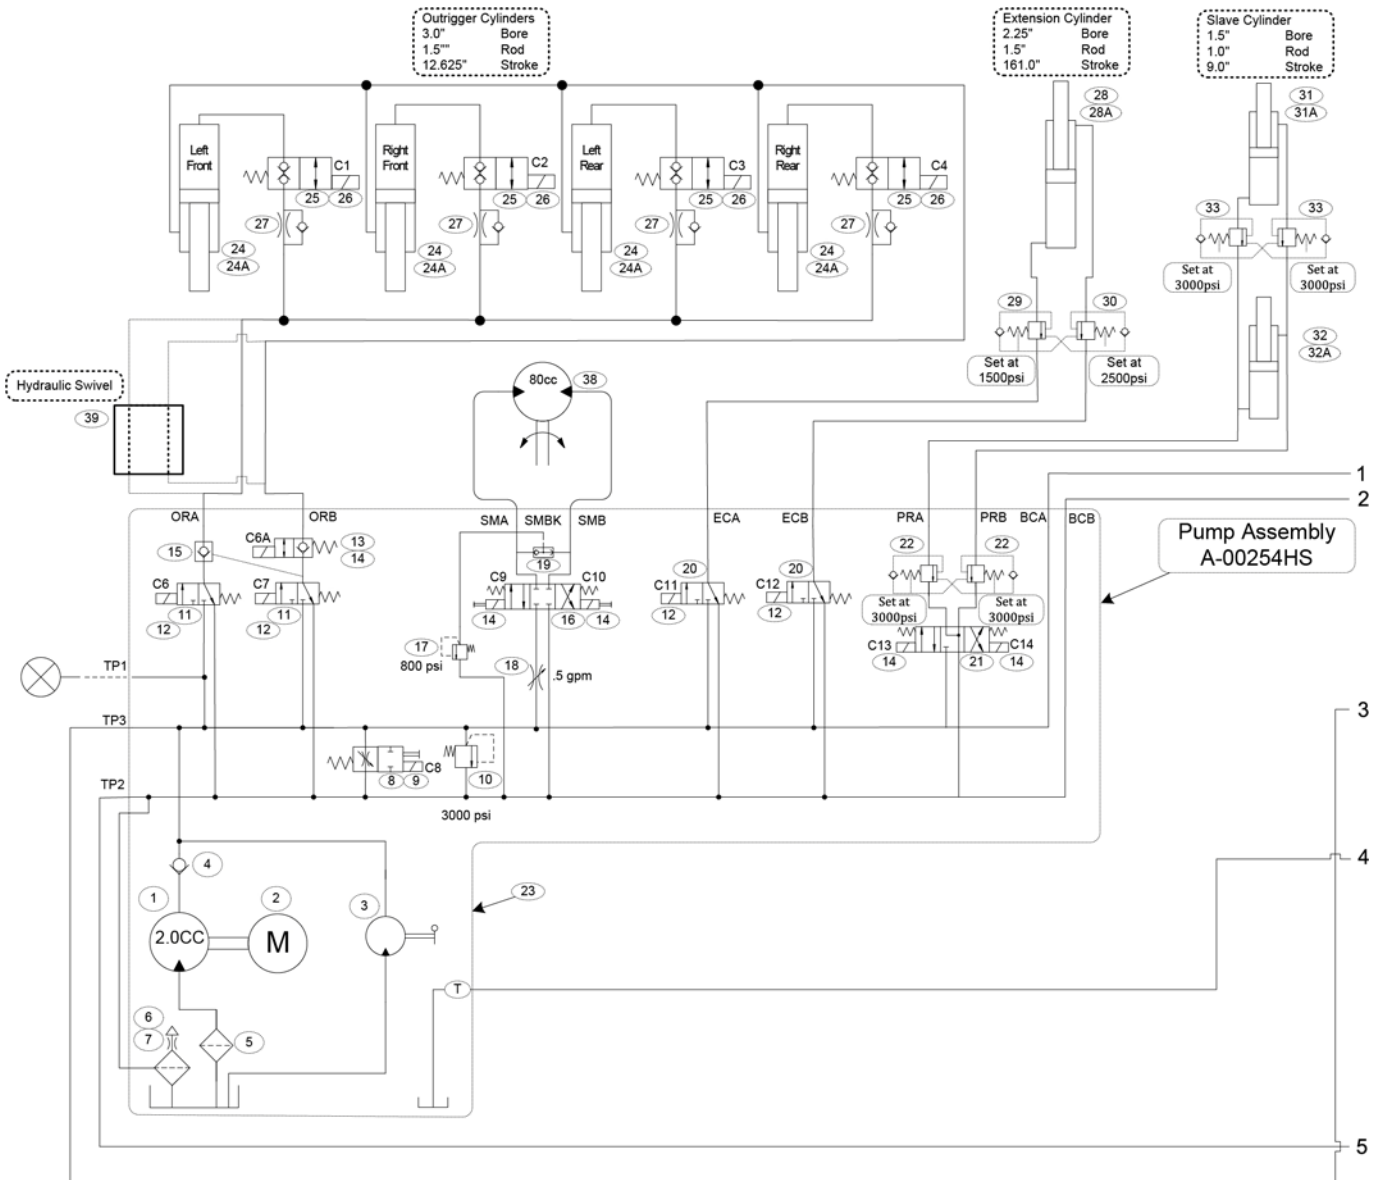 Outrigger Cylinders
3.0" Bore
1.5"" Rod
12.625" Stroke
Extension Cylinder
2.25" Bore
1.5" Rod
161.0" Stroke
Slave Cylinder
1.5" Bore
1.0" Rod
9.0" Stroke
28
28A
31
31A
Left
Front
Right
Front
Left
Rear
Right
Rear
C1
C2
C3
C4
25 26
25 26
25 26
25 26
27
27
27
27
33
33
24
24A
24
24A
24
24A
24
24A
Set at
3000psi
Set at
3000psi
29
30
32
32A
Set at
1500psi
Set at
2500psi
Hydraulic Swivel
39
80cc
38
1
2
ORA
ORB
SMA SMBK SMB
ECA
ECB
PRA
PRB
BCA
BCB
Pump Assembly
A-00254HS
C6A
13
14
15
19
22
22
C6
C7
C9
C10
C11
20
C12
20
11
12
11
12
14
16 14
12
12
Set at
3000psi
Set at
3000psi
C13
C14
14
21
14
17
800 psi
18
.5 gpm
TP1
TP3
3
C8
8 9
10
TP2
3000 psi
4
4
1
2
3
23
2.0CC
M
T
6
7
5
5